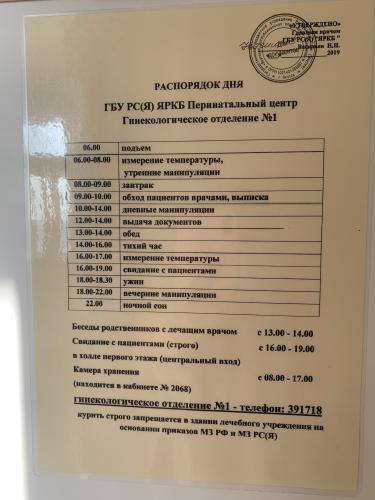 «УТВЕРЖДЕНО»
Главным врачом
ГБУ РС(Я) "ЯРКБ"
Васильев Н.Н.
2019
РАСПОРЯДОК ДНЯ
ГБУ РС(Я) ЯРКБ Перинатальный центр
Гинекологическое отделение №1
06.00 подъем
06.00-08.00 измерение температуры,
утренние манипуляции
08.00-09.00 завтрак
09.00-10.00 обход пациентов врачами, выписка
10.00-14.00 дневные манипуляции
12.00-14.00 выдача документов
13.00-14.00 обед
14.00-16.00 тихий час
16.00-17.00 измерение температуры
16.00-19.00 свидание с пациентами
18.00-18.30 ужин
18.00-22.00 вечерние манипуляции
22.00 ночной сон
Беседы родственников с лечащим врачом с 13.00 - 14.00
Свидание с пациентами (строго) с 16.00 - 19.00
в холле первого этажа (центральный вход)
Камера хранения с 08.00 - 17.00
(находится в кабинете № 2068)
гинекологическое отделение №1 - телефон: 391718
курить строго запрещается в здании лечебного учреждения на
основании приказов МЗ РФ и МЗ РС(Я)